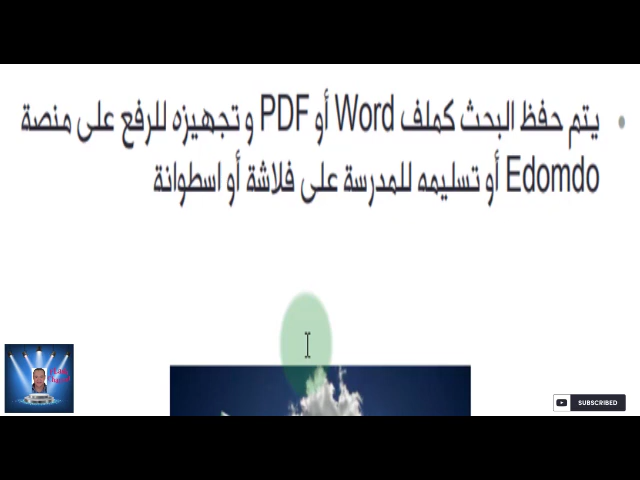 يتم حفظ البحث كملف Word أو PDF و تجهيزه للرفع على منصة
Edomdo أو تسليمه للمدرسة على فلاشة أو اسطوانة
SUBSCRIBED